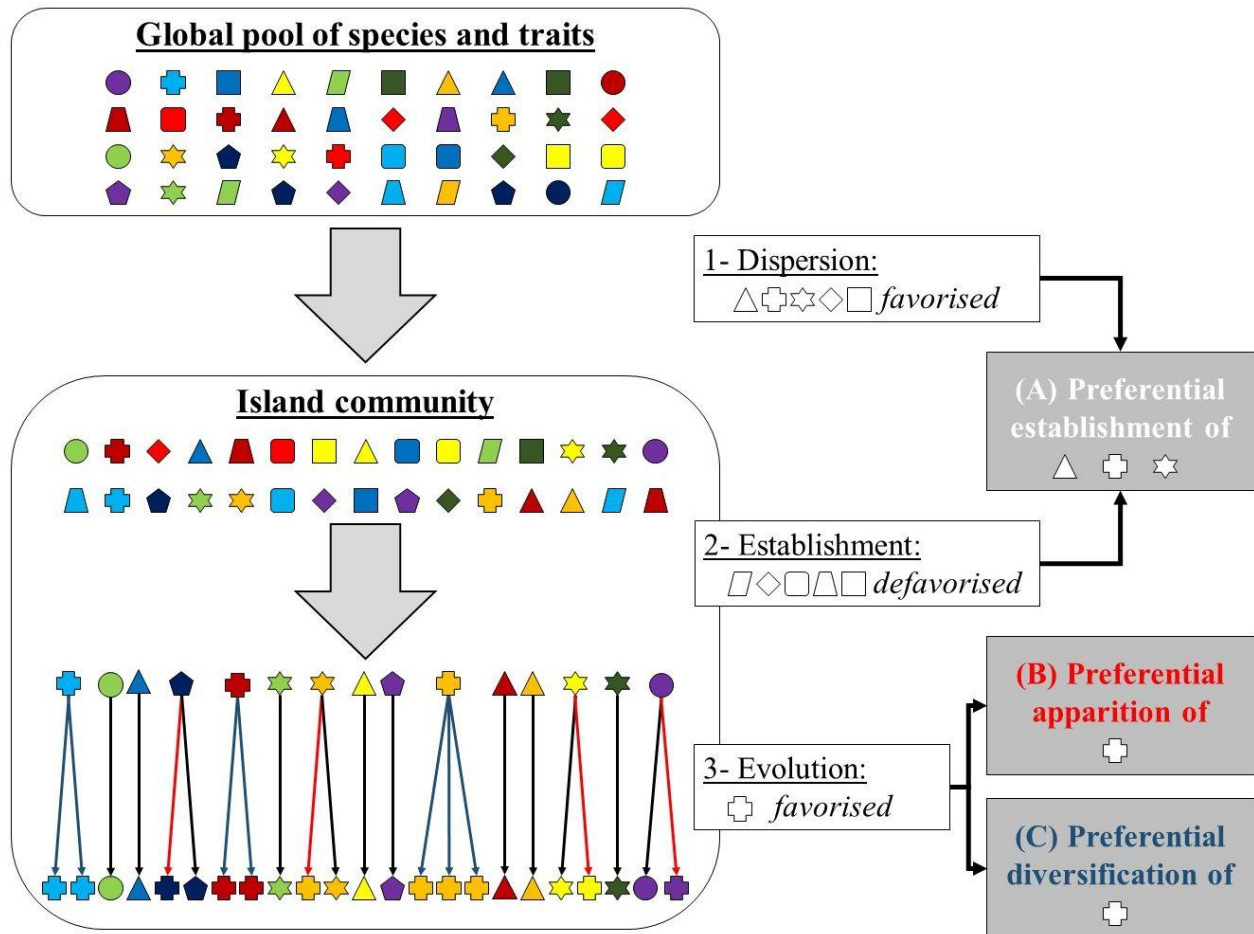 Global pool of species and traits
1- Dispersion:
favorised
(A) Preferential
establishment of
Island community
2- Establishment:
defavorised
(B) Preferential
apparition of
3- Evolution:
favorised
(C) Preferential
diversification of